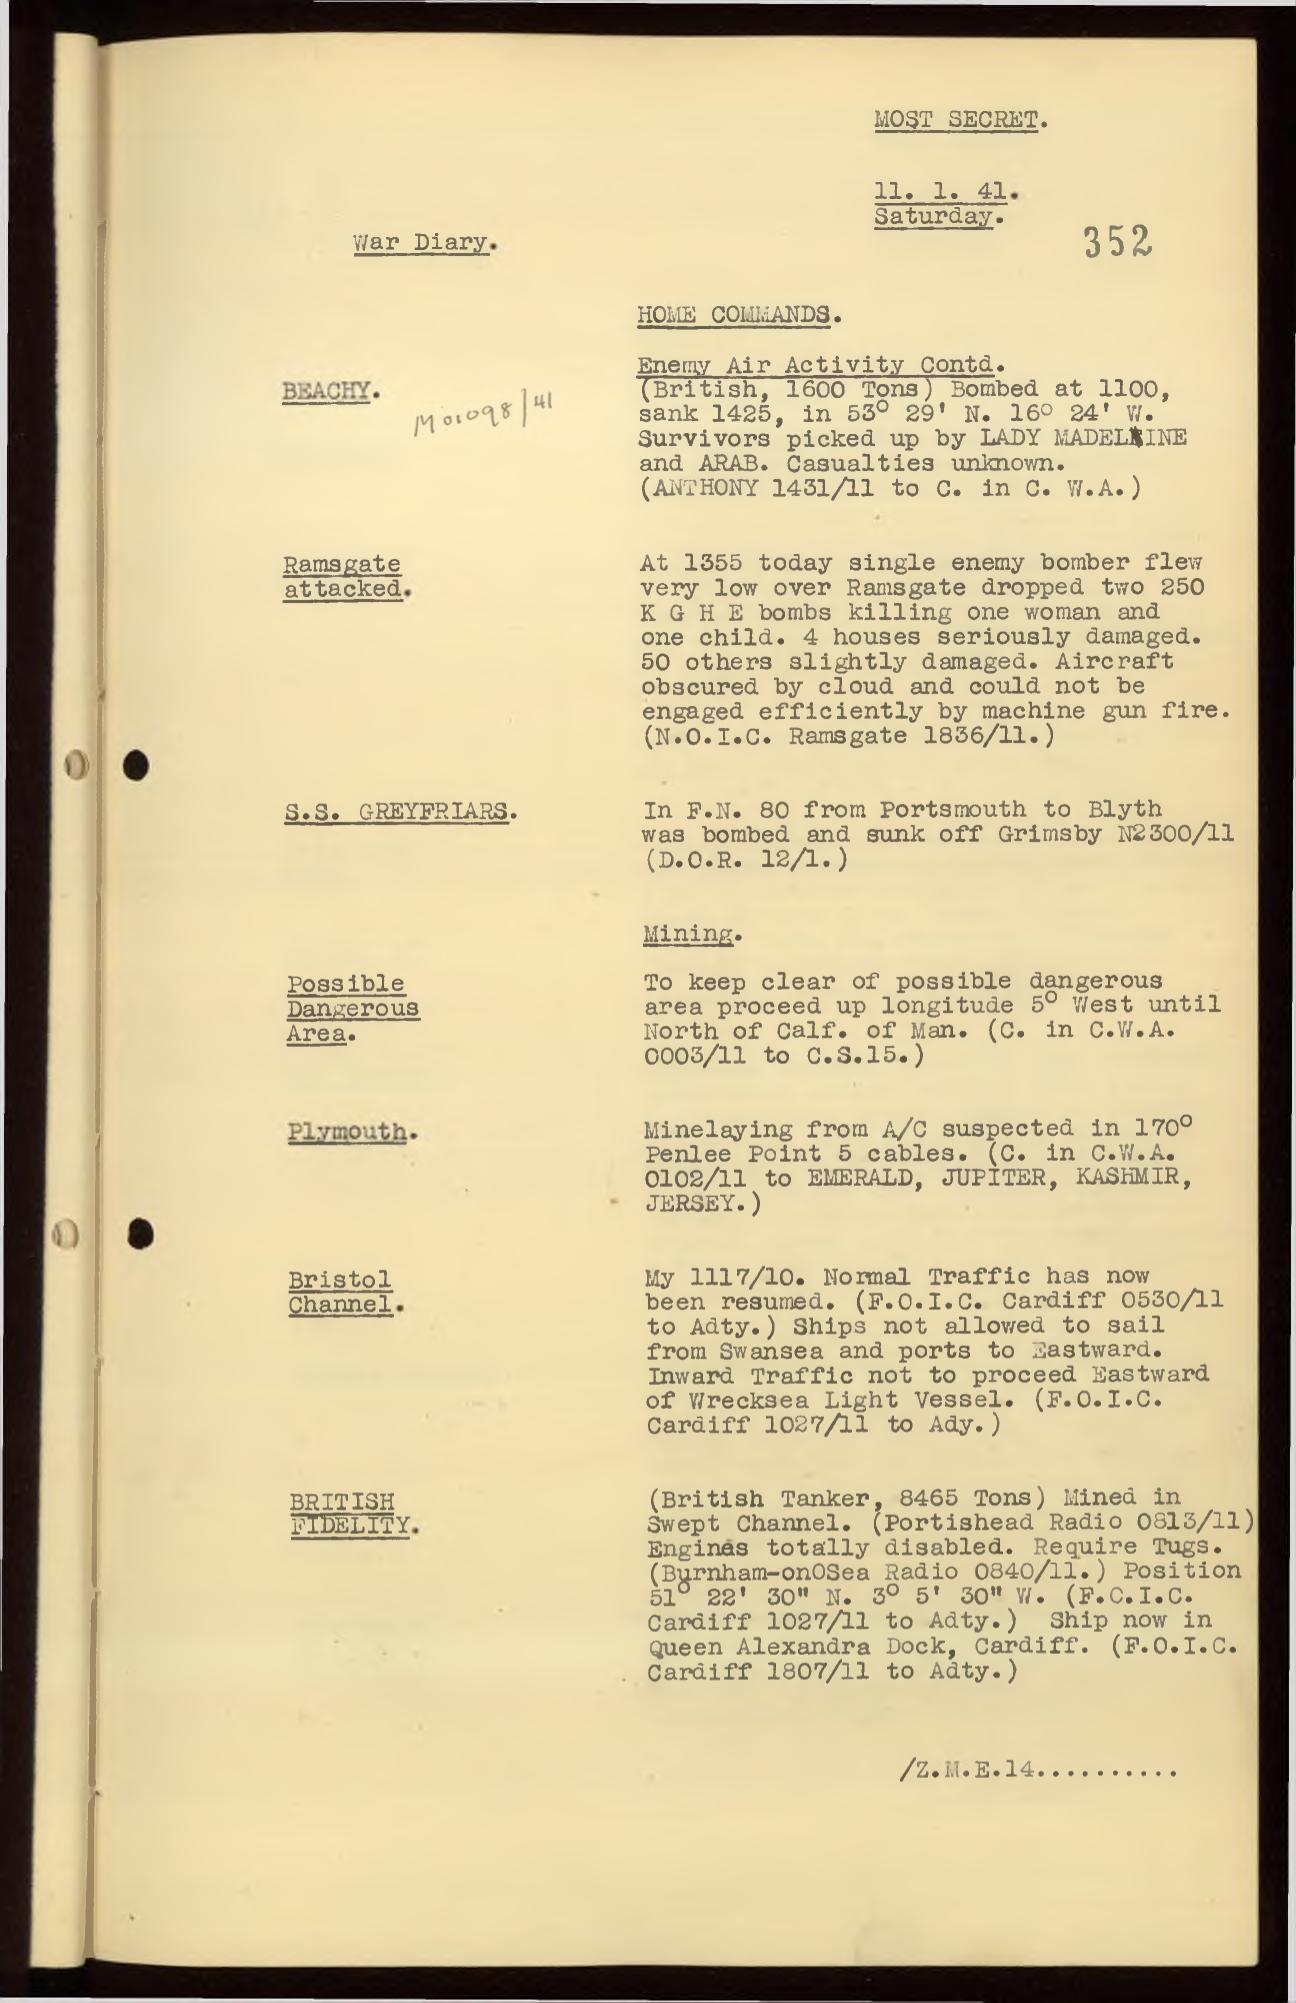 MOST SECRET.
11. 1. 41.
Saturday.
352
War Diary.
HOME COMMANDS.
Enemy Air Activity Contd.
BEACHY.
M01098/41
(British, 1600 Tons) Bombed at 1100,
sank 1425, in 53° 29' N. 16° 24' W.
Survivors picked up by LADY MADELEINE
and ARAB. Casualties unknown.
(ANTHONY 1431/11 to C. in C. W.A.)
Ramsgate
attacked.
At 1355 today single enemy bomber flew
very low over Ramsgate dropped two 250
K G H E bombs killing one woman and
one child. 4 houses seriously damaged.
50 others slightly damaged. Aircraft
obscured by cloud and could not be
engaged efficiently by machine gun fire.
(N.O.I.C. Ramsgate 1836/11.)
S.S. GREYFRIARS.
In F.N. 80 from Portsmouth to Blyth
was bombed and sunk off Grimsby N2300/11
(D.O.R. 12/1.)
Mining.
Possible
Dangerous
Area.
To keep clear of possible dangerous
area proceed up longitude 5° West until
North of Calf. of Man. (C. in C.W.A.
0003/11 to C.S.15.)
Plymouth.
Minelaying from A/C suspected in 170°
Penlee Point 5 cables. (C. in C.W.A.
0102/11 to EMERALD, JUPITER, KASHMIR,
JERSEY.)
Bristol
Channel.
My 1117/10. Normal Traffic has now
been resumed. (F.O.I.C. Cardiff 0530/11
to Adty.) Ships not allowed to sail
from Swansea and ports to Eastward.
Inward Traffic not to proceed Eastward
of Wrecksea Light Vessel. (F.O.I.C.
Cardiff 1027/11 to Ady.)
BRITISH
FIDELITY.
(British Tanker, 8465 Tons) Mined in
Swept Channel. (Portishead Radio 0813/11)
Engines totally disabled. Require Tugs.
(Burnham-on0Sea Radio 0840/11.) Position
51° 22' 30" N. 3° 5' 30" W. (F.C.I.C.
Cardiff 1027/11 to Adty.) Ship now in
Queen Alexandra Dock, Cardiff. (F.O.I.C.
Cardiff 1807/11 to Adty.)
/Z.M.E.14..........